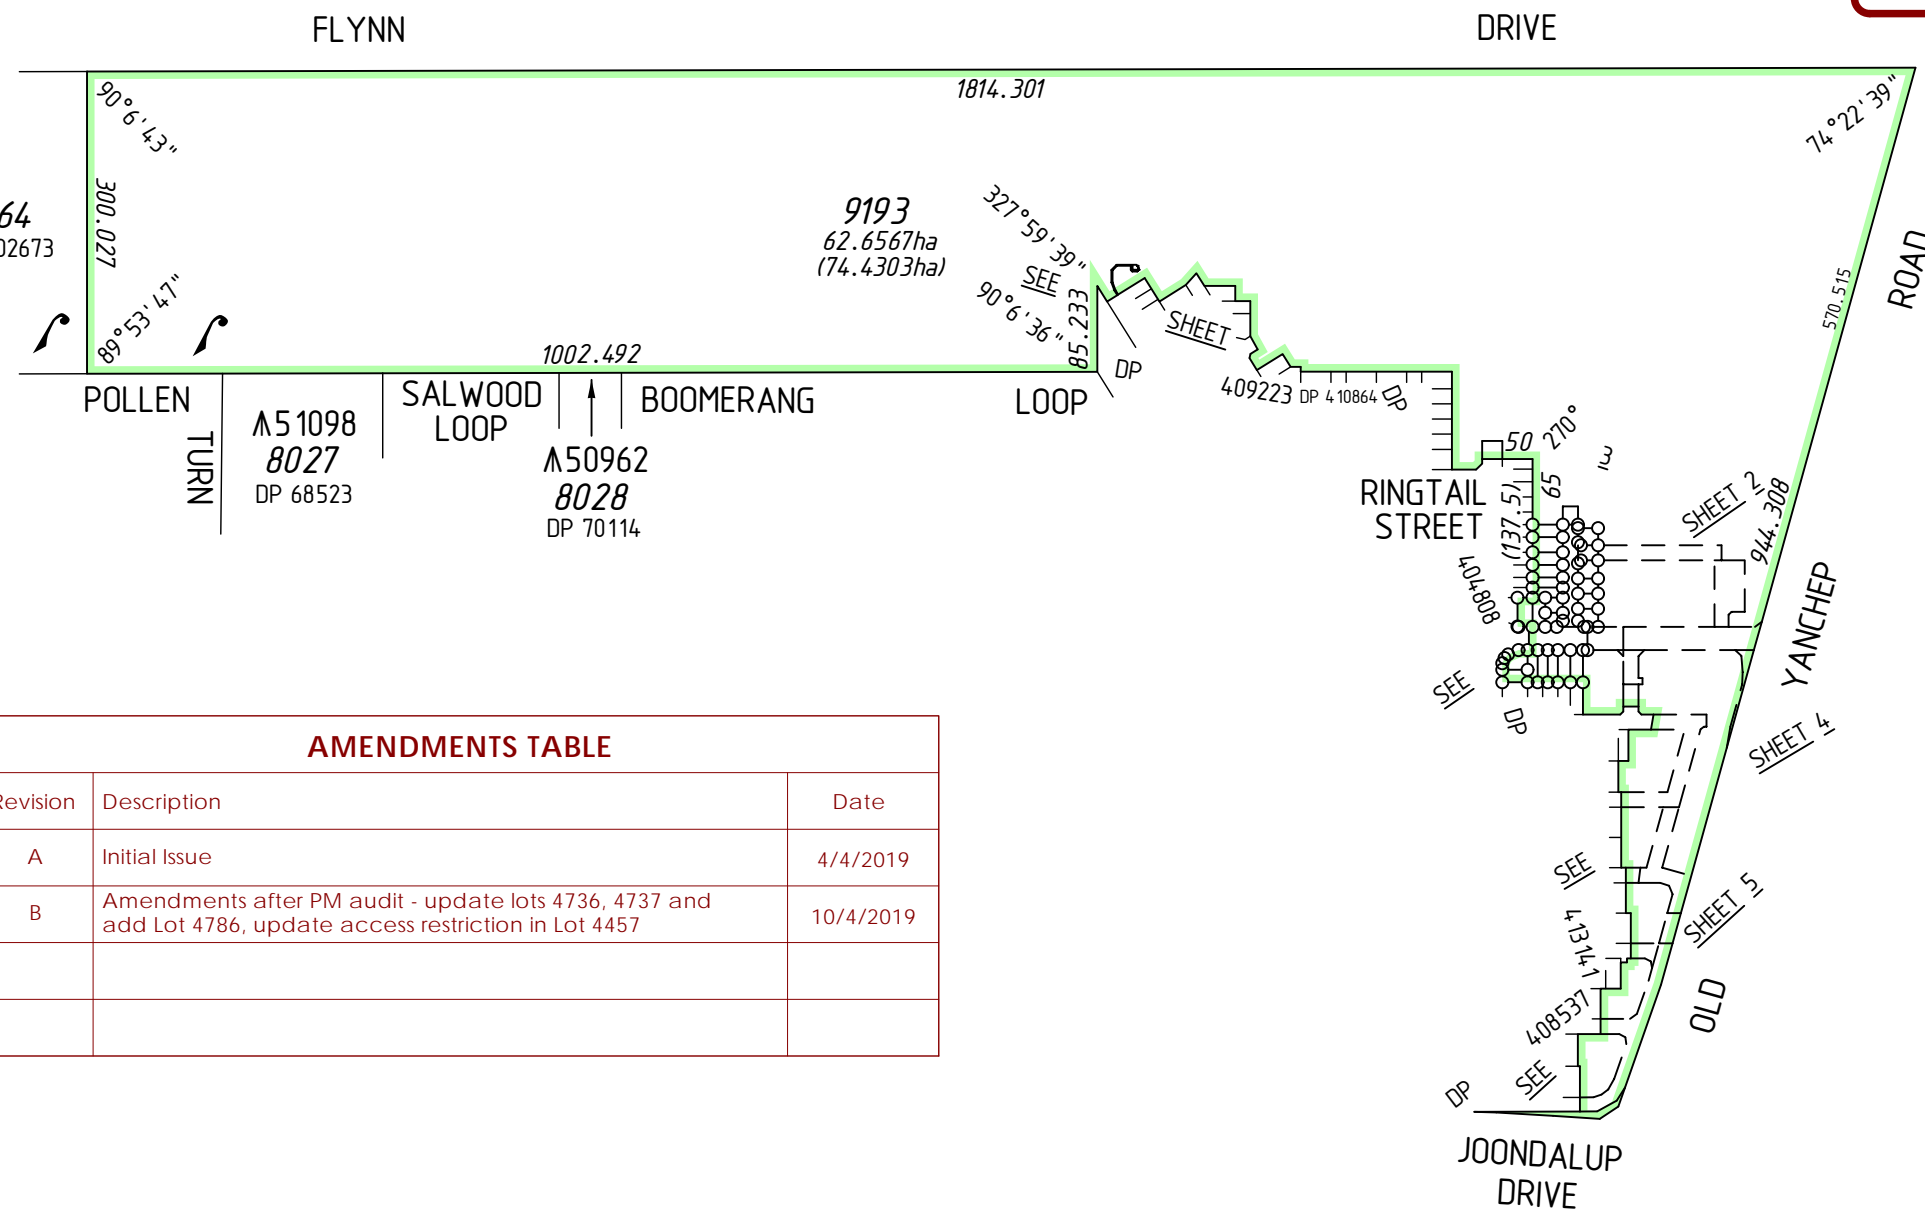 FLYNN
DRIVE
1814.301
90°6'43"
74°22'39"
300.027
64
02673
9193
62.6567ha
(74.4303ha)
327°59'39"
SEE
SHEET
90°6'36"
85.233
89°53'47"
1002.492
570.515
ROAD
POLLEN
TURN
Λ51098
8027
DP 68523
SALWOOD
LOOP
Λ50962
8028
DP 70114
BOOMERANG
LOOP
DP
409223
DP 410864
DP
50
270°
65
3
(137.5)
RINGTAIL
STREET
404808
SHEET 2
944.308
YANCHEP
SEE
DP
SHEET 4
SEE
SHEET 5
413141
408537
OLD
SEE
DP
JOONDALUP
DRIVE
AMENDMENTS TABLE
Revision Description Date
A Initial Issue 4/4/2019
B Amendments after PM audit - update lots 4736, 4737 and
add Lot 4786, update access restriction in Lot 4457 10/4/2019